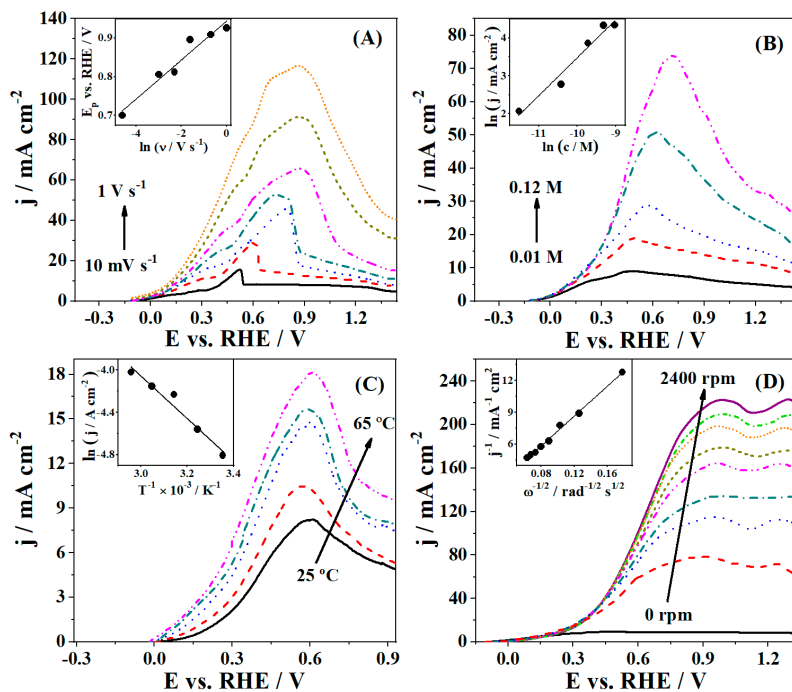 (A)
j / mA cm⁻²
140
120
100
80
60
40
20
0
-0.3
0.0
0.3
0.6
0.9
1.2
E vs. RHE / V
1 V s⁻¹
10 mV s⁻¹
Eₚ vs. RHE / V
0.9
0.8
0.7
-4
-2
0
ln (ν / V s⁻¹)
(B)
j / mA cm⁻²
80
70
60
50
40
30
20
10
0
-0.3
0.0
0.3
0.6
0.9
1.2
E vs. RHE / V
0.12 M
0.01 M
ln (j / mA cm⁻²)
4
2
-11
-10
-9
ln (c / M)
(C)
j / mA cm⁻²
18
15
12
9
6
3
0
-0.3
0.0
0.3
0.6
0.9
E vs. RHE / V
65 °C
25 °C
ln ( j / A cm⁻²)
-4.0
-4.4
-4.8
3.0
3.2
3.4
T⁻¹ × 10⁻³ / K⁻¹
(D)
j / mA cm⁻²
220
200
180
160
140
120
100
80
60
40
20
0
0.0
0.3
0.6
0.9
1.2
E vs. RHE / V
2400 rpm
0 rpm
j⁻¹ / mA⁻¹ cm²
12
9
6
0.08
0.12
0.16
ω⁻¹/² / rad⁻¹/² s¹/²